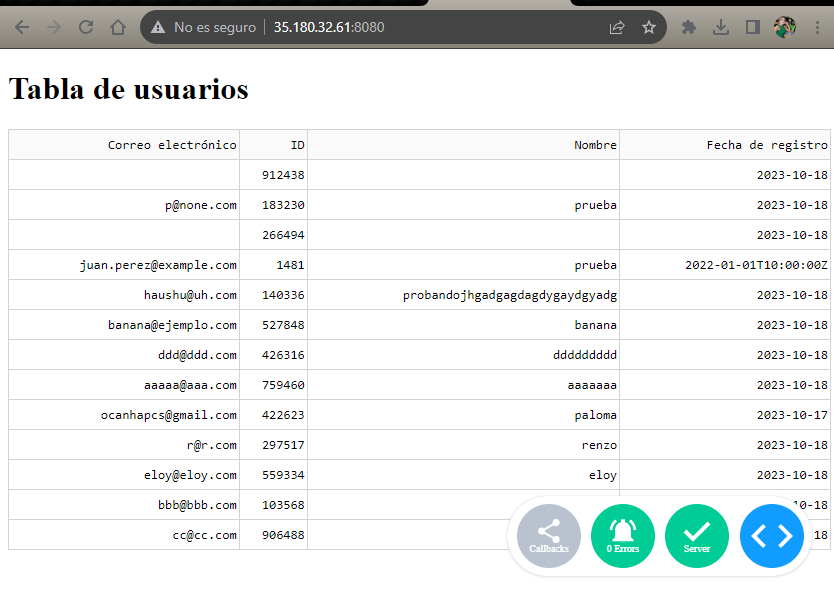 No es seguro 35.180.32.61:8080
Tabla de usuarios
Correo electrónico ID Nombre Fecha de registro
912438 2023-10-18
p@none.com 183230 prueba 2023-10-18
266494 2023-10-18
juan.perez@example.com 1481 prueba 2022-01-01T10:00:00Z
haushu@uh.com 140336 probandojhgadgagdagdygaydgyadg 2023-10-18
banana@ejemplo.com 527848 banana 2023-10-18
ddd@ddd.com 426316 ddddddddd 2023-10-18
aaaaa@aaa.com 759460 aaaaaaa 2023-10-18
ocanhapcs@gmail.com 422623 paloma 2023-10-17
r@r.com 297517 renzo 2023-10-18
eloy@eloy.com 559334 eloy 2023-10-18
bbb@bbb.com 103568 0-18
cc@cc.com 906488 18
Callbacks 0 Errors Server